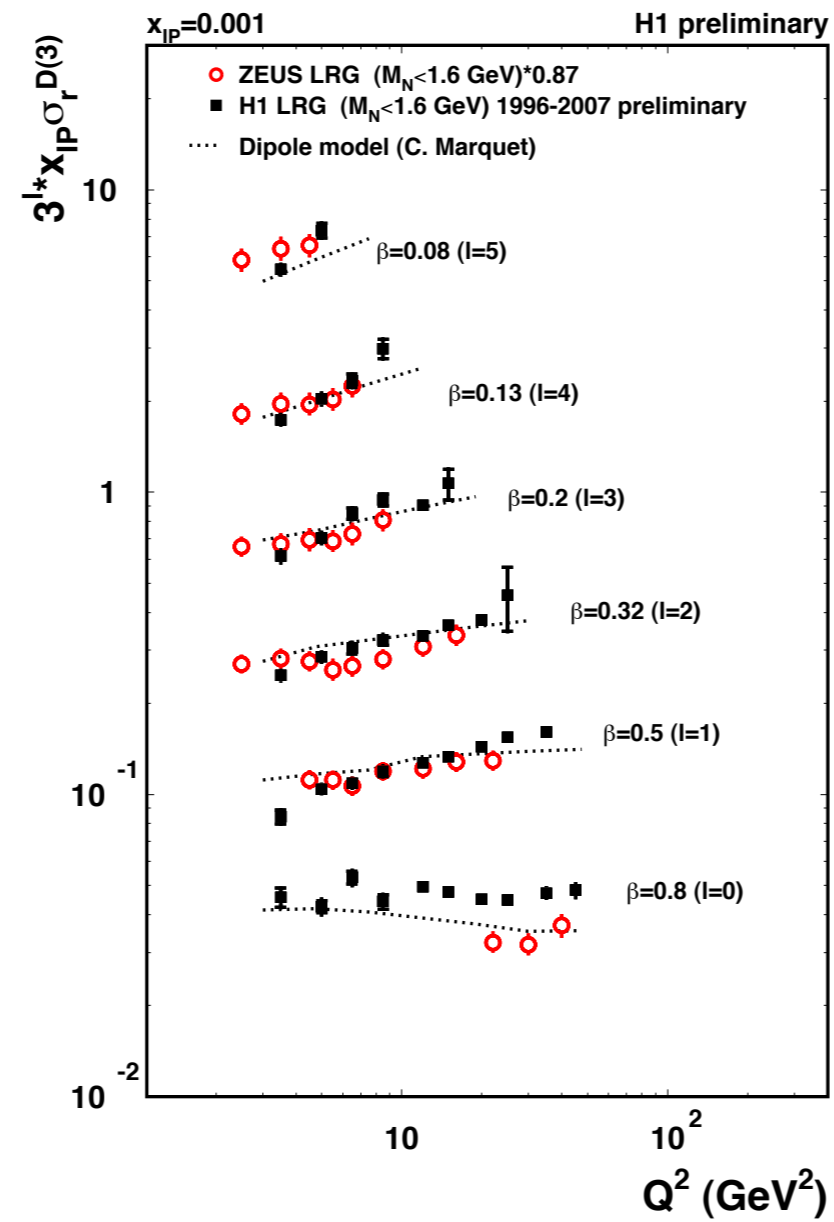 x_IP=0.001 H1 preliminary
ZEUS LRG (M_N<1.6 GeV)*0.87
H1 LRG (M_N<1.6 GeV) 1996-2007 preliminary
Dipole model (C. Marquet)
3^l*x_IP σ_r^D(3)
10
β=0.08 (l=5)
β=0.13 (l=4)
1
β=0.2 (l=3)
β=0.32 (l=2)
β=0.5 (l=1)
10^-1
β=0.8 (l=0)
10^-2
10 10^2
Q^2 (GeV^2)